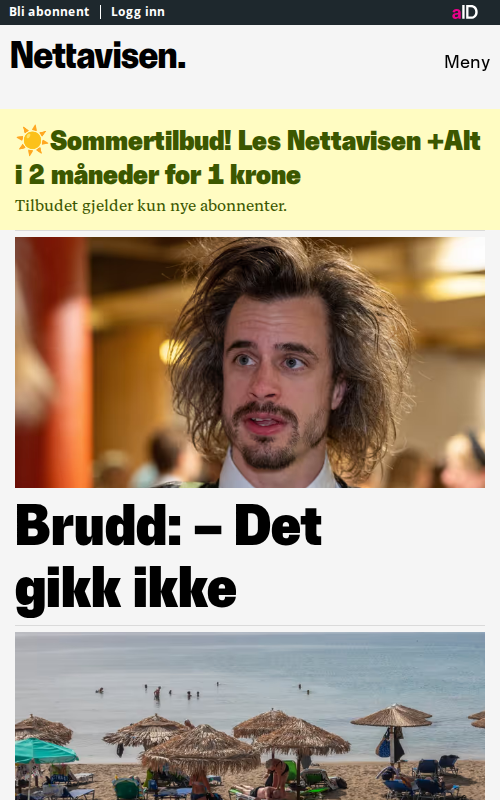 Bli abonnent
Logg inn
aID
Nettavisen.
Meny
☀️Sommertilbud! Les Nettavisen +Alt
i 2 måneder for 1 krone
Tilbudet gjelder kun nye abonnenter.
Brudd: – Det
gikk ikke